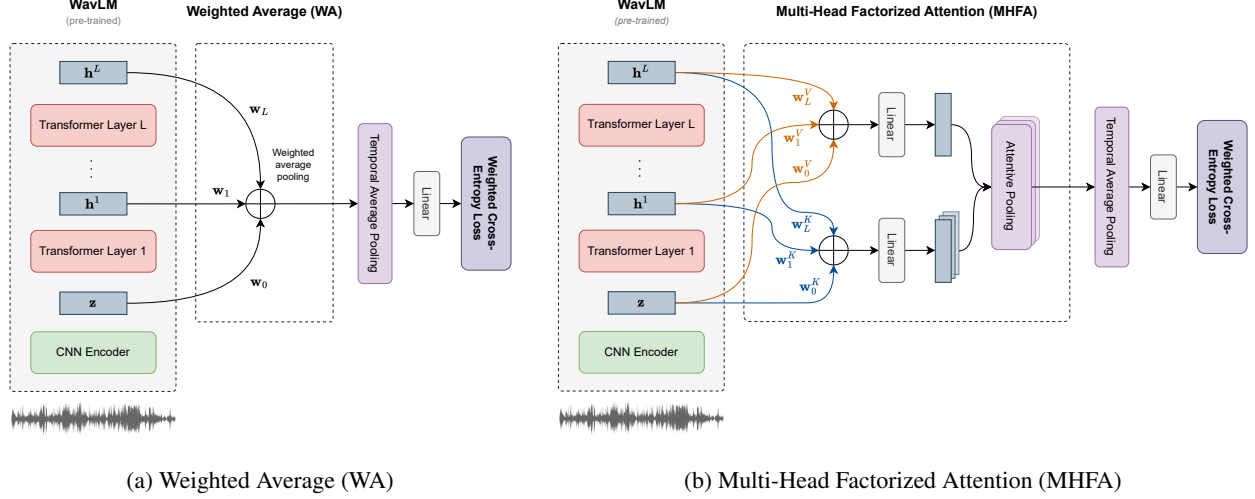 WavLM
(pre-trained)
Weighted Average (WA)
h^L
Transformer Layer L
...
h^1
Transformer Layer 1
z
CNN Encoder
w_L
w_1
w_0
Weighted
average
pooling
Temporal Average
Pooling
Linear
Weighted Cross-
Entropy Loss
(a) Weighted Average (WA)
WavLM
(pre-trained)
Multi-Head Factorized Attention (MHFA)
h^L
Transformer Layer L
...
h^1
Transformer Layer 1
z
CNN Encoder
w_L^V
w_1^V
w_0^V
w_L^K
w_1^K
w_0^K
Linear
Linear
Attentive Pooling
Temporal Average
Pooling
Linear
Weighted Cross-
Entropy Loss
(b) Multi-Head Factorized Attention (MHFA)